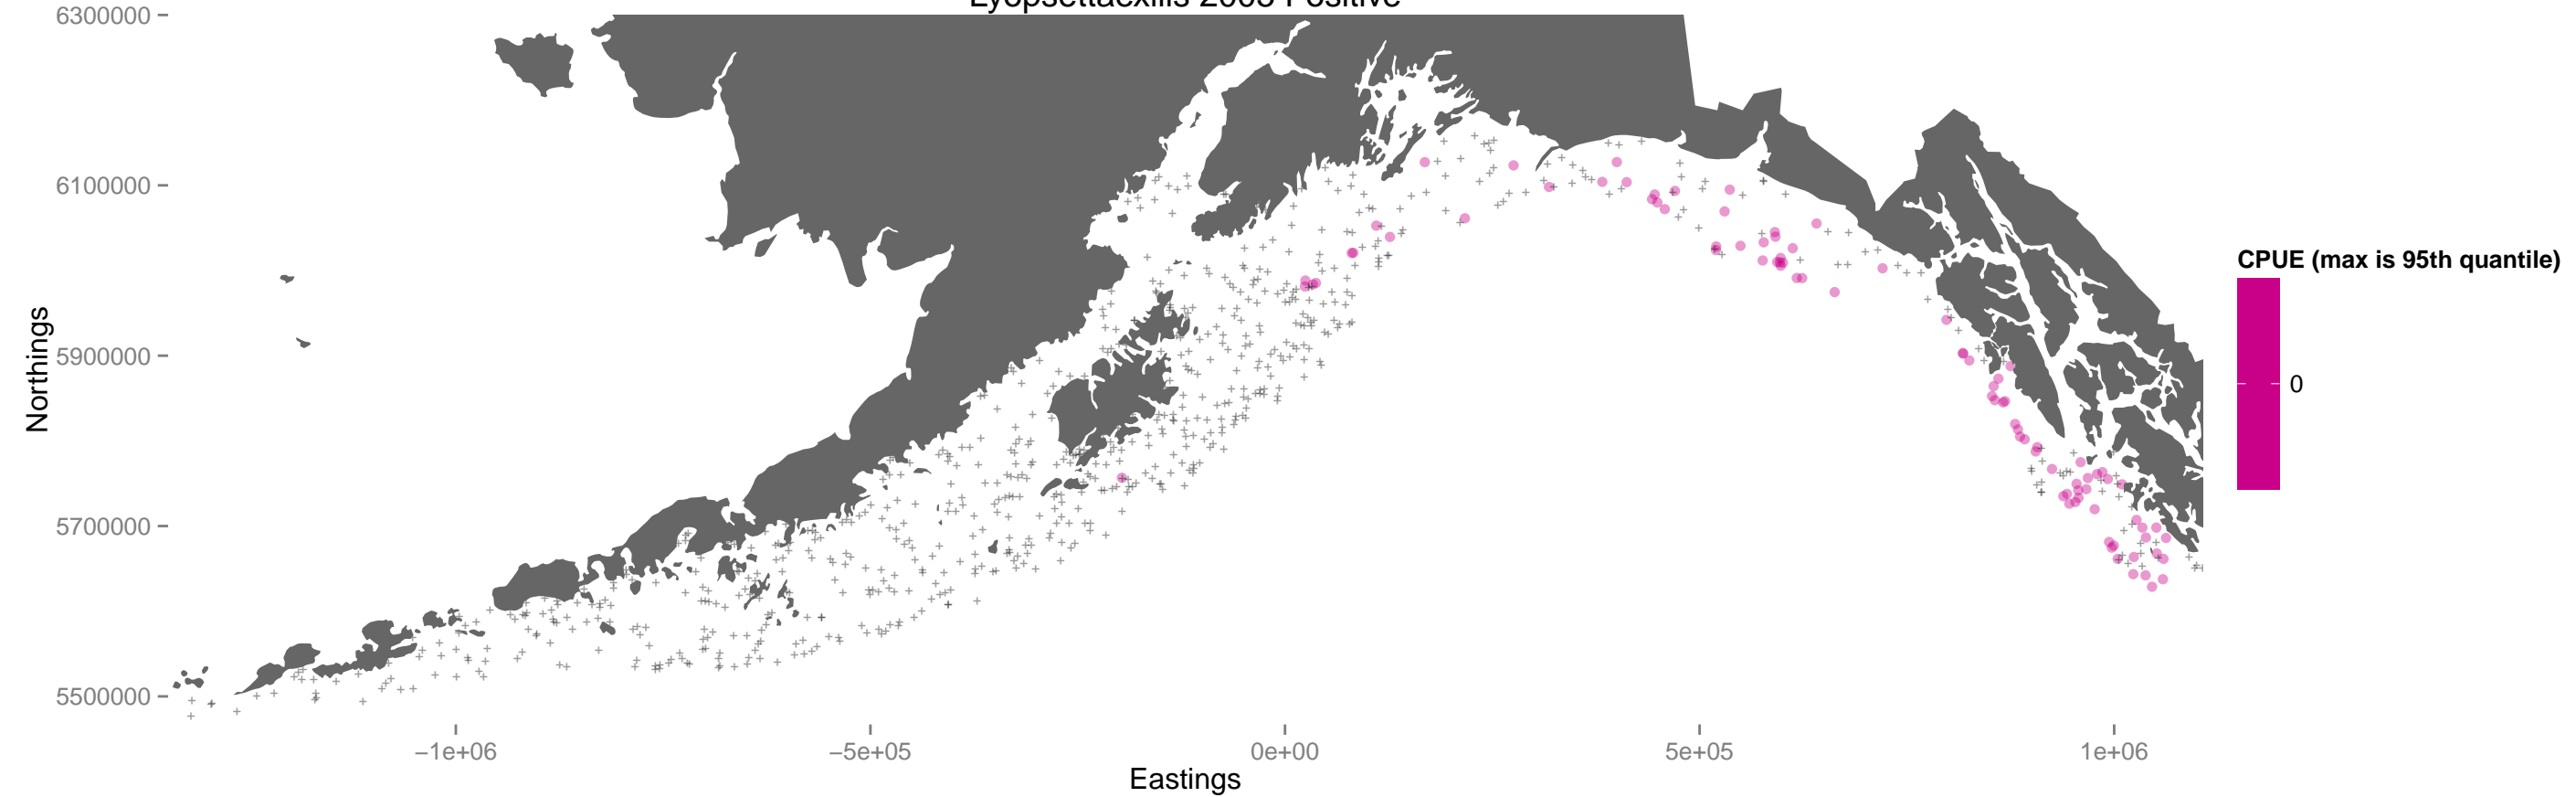 6300000
6100000
5900000
5700000
5500000
Northings
−1e+06
−5e+05
0e+00
5e+05
1e+06
Eastings
CPUE (max is 95th quantile)
0